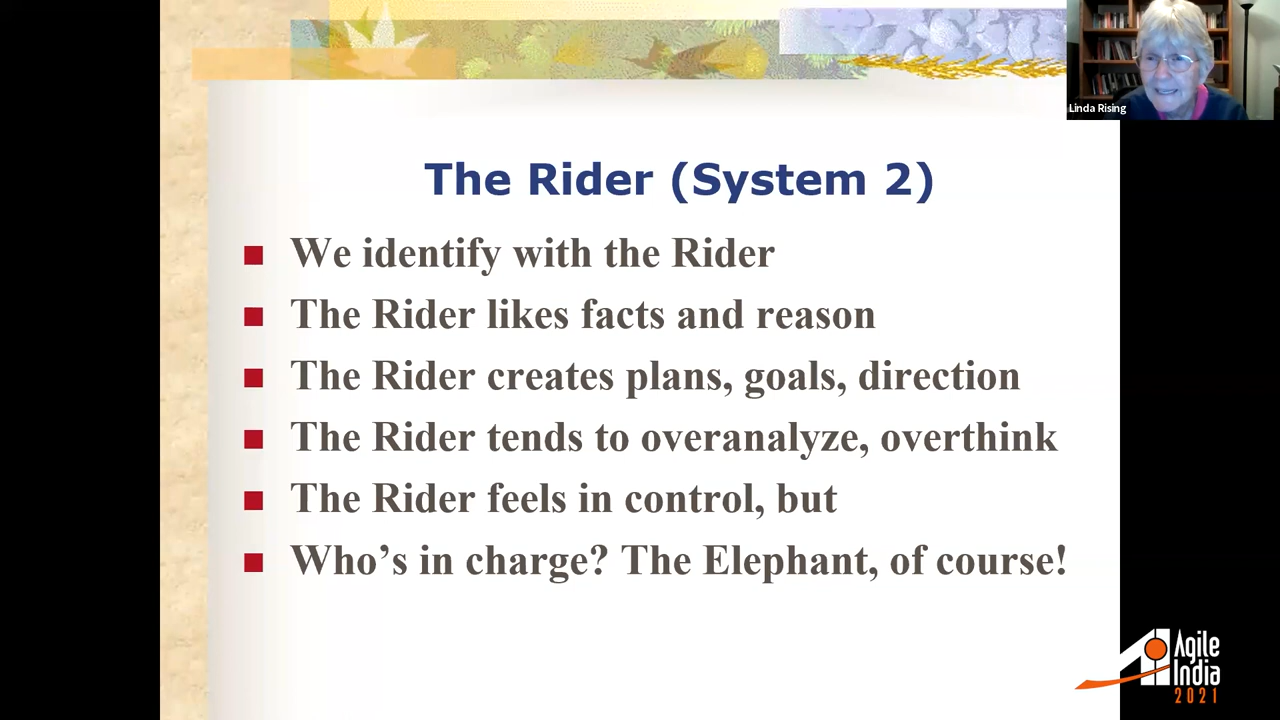 Linda Rising
The Rider (System 2)
We identify with the Rider
The Rider likes facts and reason
The Rider creates plans, goals, direction
The Rider tends to overanalyze, overthink
The Rider feels in control, but
Who’s in charge? The Elephant, of course!
Agile
India
2021